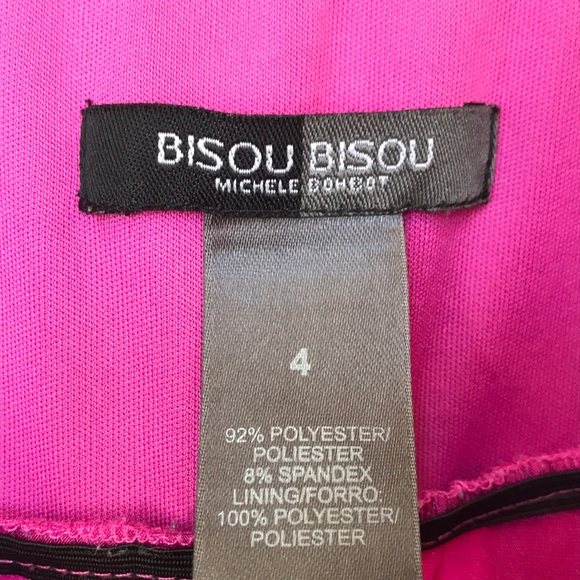 BISOU BISOU
MICHELE BOHBOT
4
92% POLYESTER/
POLIESTER
8% SPANDEX
LINING/FORRO:
100% POLYESTER/
POLIESTER